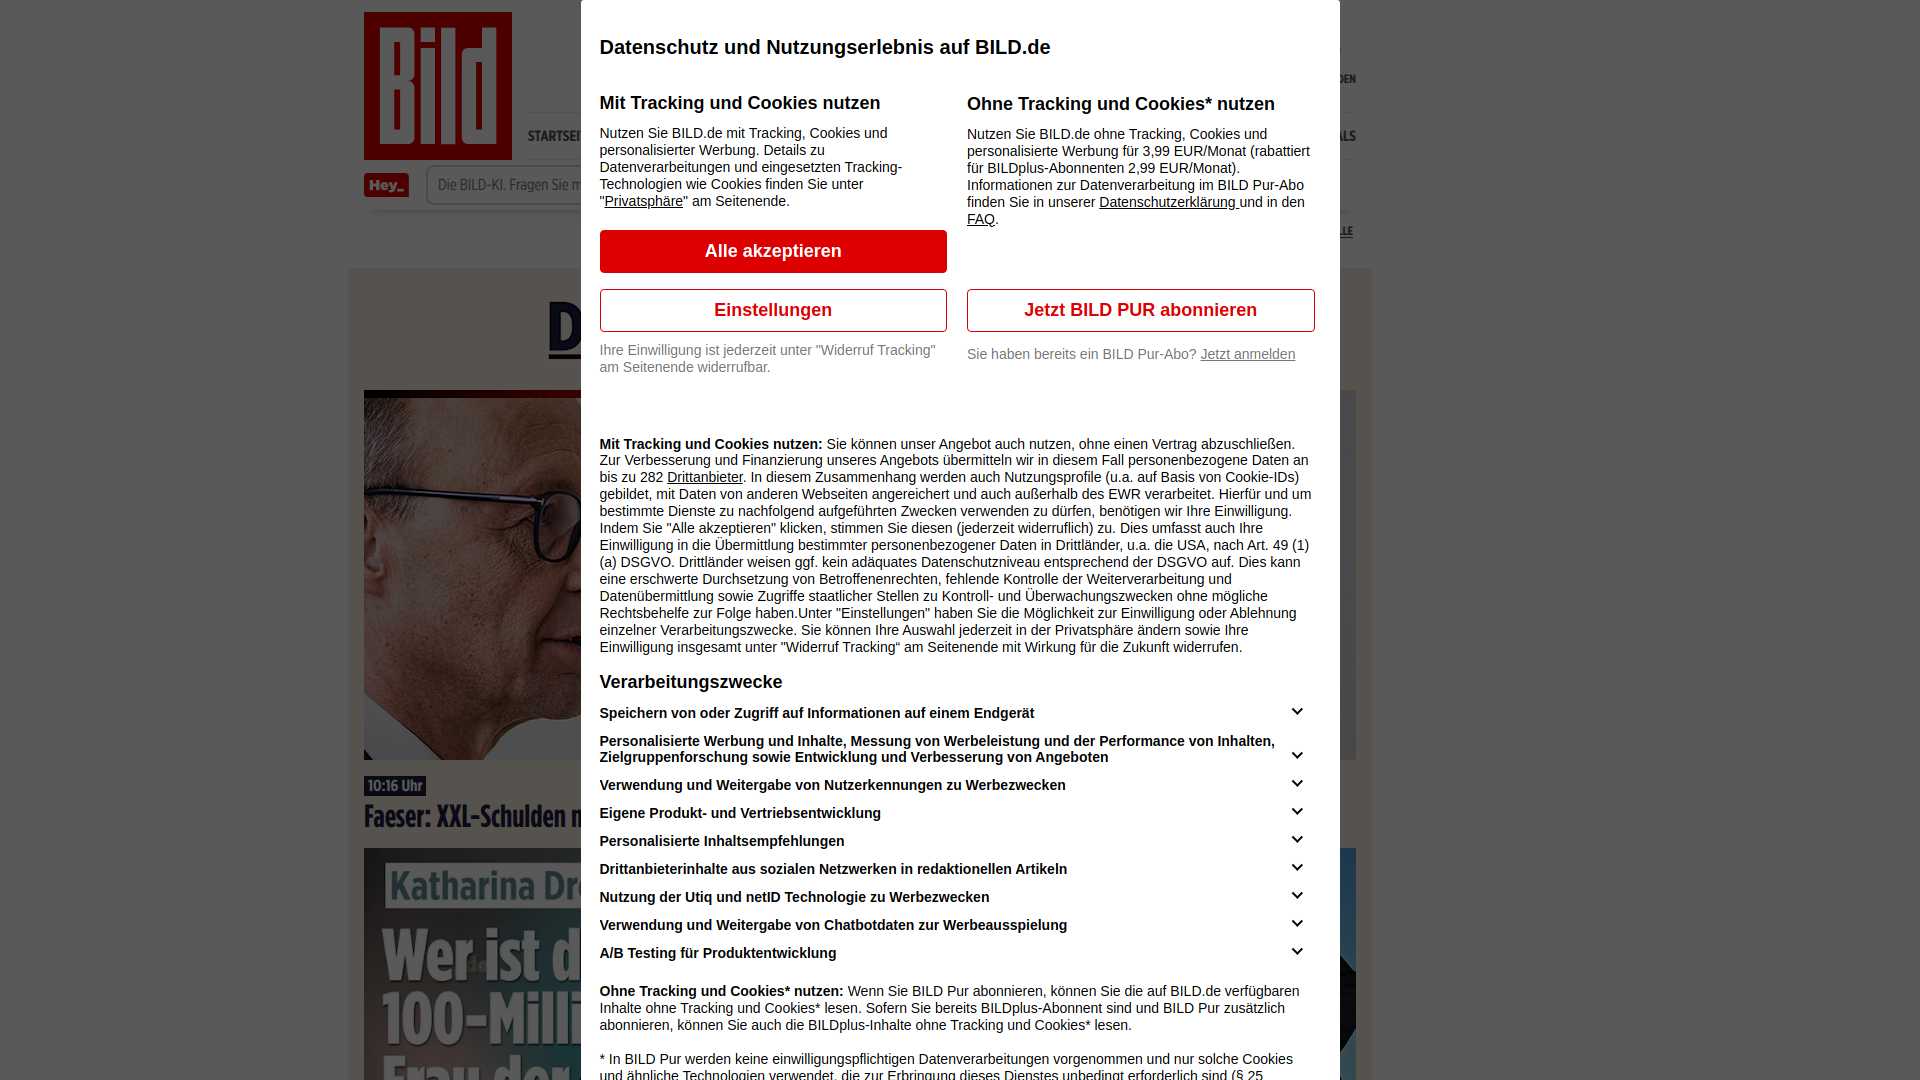 Bild
Datenschutz und Nutzungserlebnis auf BILD.de
Mit Tracking und Cookies nutzen
Nutzen Sie BILD.de mit Tracking, Cookies und
personalisierter Werbung. Details zu
Datenverarbeitungen und eingesetzten Tracking-
Technologien wie Cookies finden Sie unter
"Privatsphäre" am Seitenende.
Alle akzeptieren
Einstellungen
Ihre Einwilligung ist jederzeit unter "Widerruf Tracking"
am Seitenende widerrufbar.
Ohne Tracking und Cookies* nutzen
Nutzen Sie BILD.de ohne Tracking, Cookies und
personalisierte Werbung für 3,99 EUR/Monat (rabattiert
für BILDplus-Abonnenten 2,99 EUR/Monat).
Informationen zur Datenverarbeitung im BILD Pur-Abo
finden Sie in unserer Datenschutzerklärung und in den
FAQ.
Jetzt BILD PUR abonnieren
Sie haben bereits ein BILD Pur-Abo? Jetzt anmelden
Hey_
Die BILD-KI. Fragen Sie
Mit Tracking und Cookies nutzen: Sie können unser Angebot auch nutzen, ohne einen Vertrag abzuschließen.
Zur Verbesserung und Finanzierung unseres Angebots übermitteln wir in diesem Fall personenbezogene Daten an
bis zu 282 Drittanbieter. In diesem Zusammenhang werden auch Nutzungsprofile (u.a. auf Basis von Cookie-IDs)
gebildet, mit Daten von anderen Webseiten angereichert und auch außerhalb des EWR verarbeitet. Hierfür und um
bestimmte Dienste zu nachfolgend aufgeführten Zwecken verwenden zu dürfen, benötigen wir Ihre Einwilligung.
Indem Sie "Alle akzeptieren" klicken, stimmen Sie diesen (jederzeit widerruflich) zu. Dies umfasst auch Ihre
Einwilligung in die Übermittlung bestimmter personenbezogener Daten in Drittländer, u.a. die USA, nach Art. 49 (1)
(a) DSGVO. Drittländer weisen ggf. kein adäquates Datenschutzniveau entsprechend der DSGVO auf. Dies kann
eine erschwerte Durchsetzung von Betroffenenrechten, fehlende Kontrolle der Weiterverarbeitung und
Datenübermittlung sowie Zugriffe staatlicher Stellen zu Kontroll- und Überwachungszwecken ohne mögliche
Rechtsbehelfe zur Folge haben.Unter "Einstellungen" haben Sie die Möglichkeit zur Einwilligung oder Ablehnung
einzelner Verarbeitungszwecke. Sie können Ihre Auswahl jederzeit in der Privatsphäre ändern sowie Ihre
Einwilligung insgesamt unter "Widerruf Tracking“ am Seitenende mit Wirkung für die Zukunft widerrufen.
Verarbeitungszwecke
Speichern von oder Zugriff auf Informationen auf einem Endgerät
Personalisierte Werbung und Inhalte, Messung von Werbeleistung und der Performance von Inhalten,
Zielgruppenforschung sowie Entwicklung und Verbesserung von Angeboten
Verwendung und Weitergabe von Nutzerkennungen zu Werbezwecken
Eigene Produkt- und Vertriebsentwicklung
Personalisierte Inhaltsempfehlungen
Drittanbieterinhalte aus sozialen Netzwerken in redaktionellen Artikeln
Nutzung der Utiq und netID Technologie zu Werbezwecken
Verwendung und Weitergabe von Chatbotdaten zur Werbeausspielung
A/B Testing für Produktentwicklung
Ohne Tracking und Cookies* nutzen: Wenn Sie BILD Pur abonnieren, können Sie die auf BILD.de verfügbaren
Inhalte ohne Tracking und Cookies* lesen. Sofern Sie bereits BILDplus-Abonnent sind und BILD Pur zusätzlich
abonnieren, können Sie auch die BILDplus-Inhalte ohne Tracking und Cookies* lesen.
* In BILD Pur werden keine einwilligungspflichtigen Datenverarbeitungen vorgenommen und nur solche Cookies
und ähnliche Technologien verwendet, die zur Erbringung dieses Dienstes unbedingt erforderlich sind (§ 25
10:16 Uhr
Faeser: XXL-Schulden
Katharina
Wer ist
100-Milli
Frau der